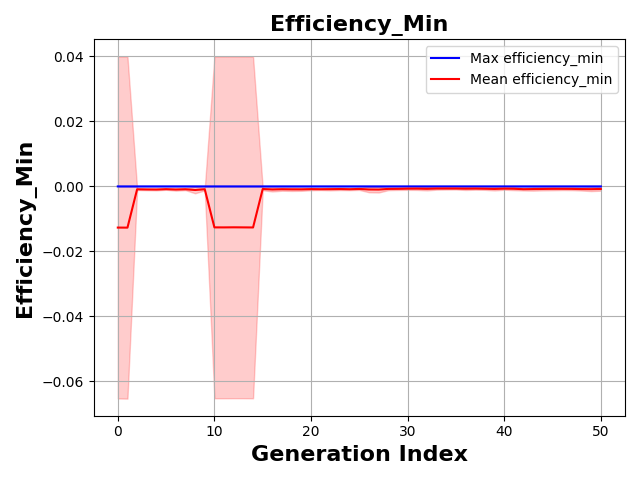 Efficiency_Min
Max efficiency_min
Mean efficiency_min
Efficiency_Min
0.04
0.02
0.00
−0.02
−0.04
−0.06
0 10 20 30 40 50
Generation Index